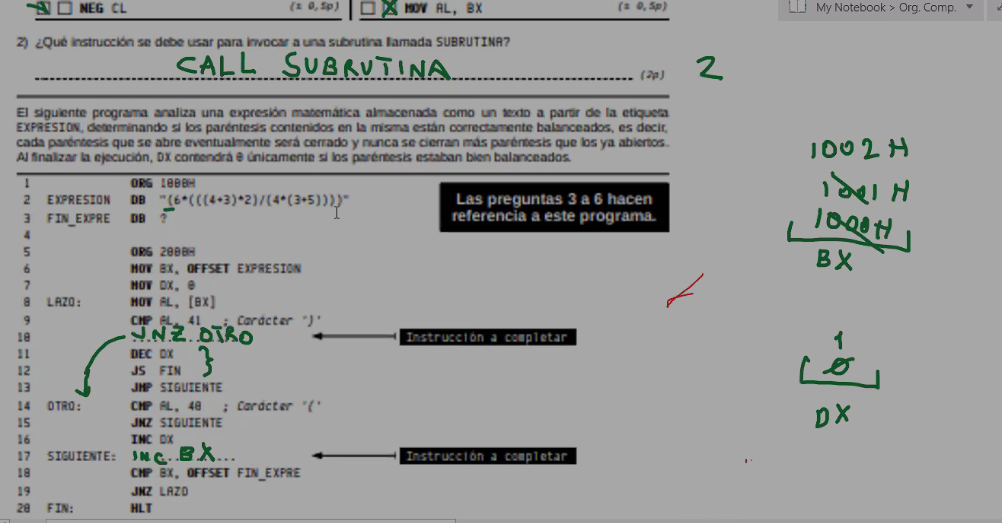 NEG CL (± 0,5p) MOV AL, BX (± 0,5p)
My Notebook > Org. Comp.
2) ¿Qué instrucción se debe usar para invocar a una subrutina llamada SUBRUTINA?
CALL SUBRUTINA (2p) 2
El siguiente programa analiza una expresión matemática almacenada como un texto a partir de la etiqueta
EXPRESION, determinando si los paréntesis contenidos en la misma están correctamente balanceados, es decir,
cada paréntesis que se abre eventualmente será cerrado y nunca se cierran más paréntesis que los ya abiertos.
Al finalizar la ejecución, DX contendrá 0 únicamente si los paréntesis estaban bien balanceados.
1 ORG 1000H
2 EXPRESION DB "(6*(((4+3)*2)/(4*(3+5))))"
3 FIN_EXPRE DB ?
4
5 ORG 2000H
6 MOV BX, OFFSET EXPRESION
7 MOV DX, 0
8 LAZO: MOV AL, [BX]
9 CMP AL, 41 ; Carácter ')'
10 JNZ OTRO
11 DEC DX
12 JS FIN
13 JMP SIGUIENTE
14 OTRO: CMP AL, 40 ; Carácter '('
15 JNZ SIGUIENTE
16 INC DX
17 SIGUIENTE: INC BX
18 CMP BX, OFFSET FIN_EXPRE
19 JNZ LAZO
20 FIN: HLT
Las preguntas 3 a 6 hacen
referencia a este programa.
Instrucción a completar
Instrucción a completar
1002 H
1001 H
1000H
BX
1
0
DX